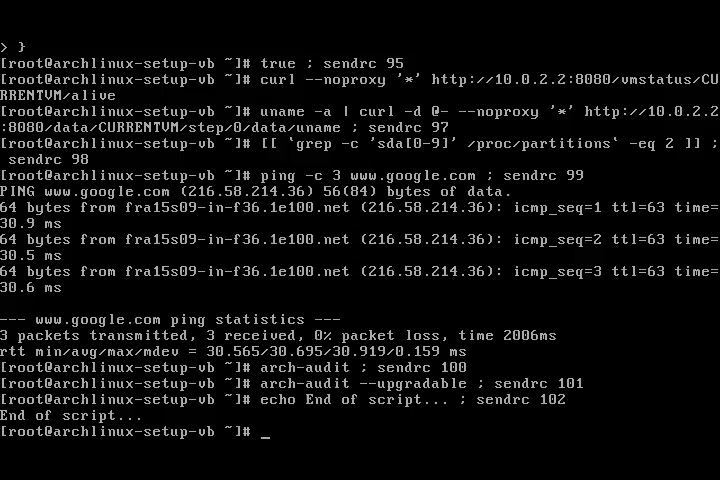 > }
[root@archlinux-setup-vb ~]# true ; sendrc 95
[root@archlinux-setup-vb ~]# curl --noproxy '*' http://10.0.2.2:8080/vmstatus/CU
RRENTVM/alive
[root@archlinux-setup-vb ~]# uname -a | curl -d @- --noproxy '*' http://10.0.2.2
:8080/data/CURRENTVM/step/0/data/uname ; sendrc 97
[root@archlinux-setup-vb ~]# [[ `grep -c 'sda[0-9]' /proc/partitions` -eq 2 ]] ;
 sendrc 98
[root@archlinux-setup-vb ~]# ping -c 3 www.google.com ; sendrc 99
PING www.google.com (216.58.214.36) 56(84) bytes of data.
64 bytes from fra15s09-in-f36.1e100.net (216.58.214.36): icmp_seq=1 ttl=63 time=
30.9 ms
64 bytes from fra15s09-in-f36.1e100.net (216.58.214.36): icmp_seq=2 ttl=63 time=
30.5 ms
64 bytes from fra15s09-in-f36.1e100.net (216.58.214.36): icmp_seq=3 ttl=63 time=
30.6 ms

--- www.google.com ping statistics ---
3 packets transmitted, 3 received, 0% packet loss, time 2006ms
rtt min/avg/max/mdev = 30.565/30.695/30.919/0.159 ms
[root@archlinux-setup-vb ~]# arch-audit ; sendrc 100
[root@archlinux-setup-vb ~]# arch-audit --upgradable ; sendrc 101
[root@archlinux-setup-vb ~]# echo End of script... ; sendrc 102
End of script...
[root@archlinux-setup-vb ~]# _